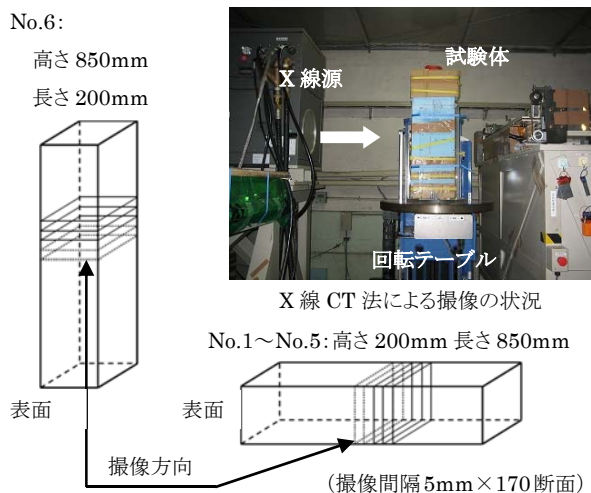 No.6:
高さ 850mm
長さ 200mm
試験体
X 線源
回転テーブル
X 線 CT 法による撮像の状況
No.1～No.5:高さ 200mm 長さ 850mm
表面
表面
撮像方向
(撮像間隔 5mm×170 断面)